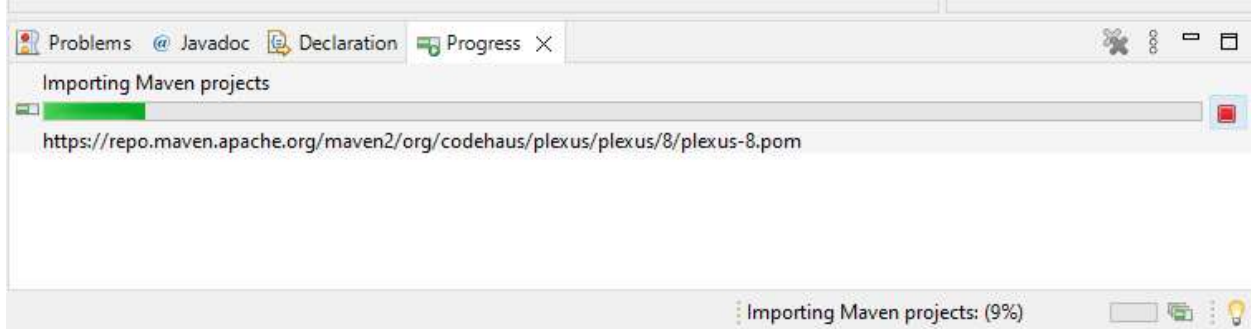 Problems @ Javadoc Declaration Progress
Importing Maven projects
https://repo.maven.apache.org/maven2/org/codehaus/plexus/plexus/8/plexus-8.pom
Importing Maven projects: (9%)